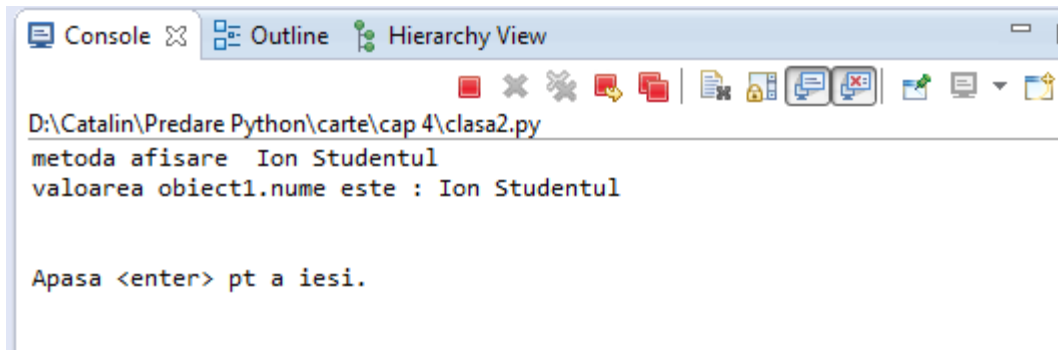 Console Outline Hierarchy View
D:\Catalin\Predare Python\carte\cap 4\clasa2.py
metoda afisare  Ion Studentul
valoarea obiect1.nume este : Ion Studentul
Apasa <enter> pt a iesi.